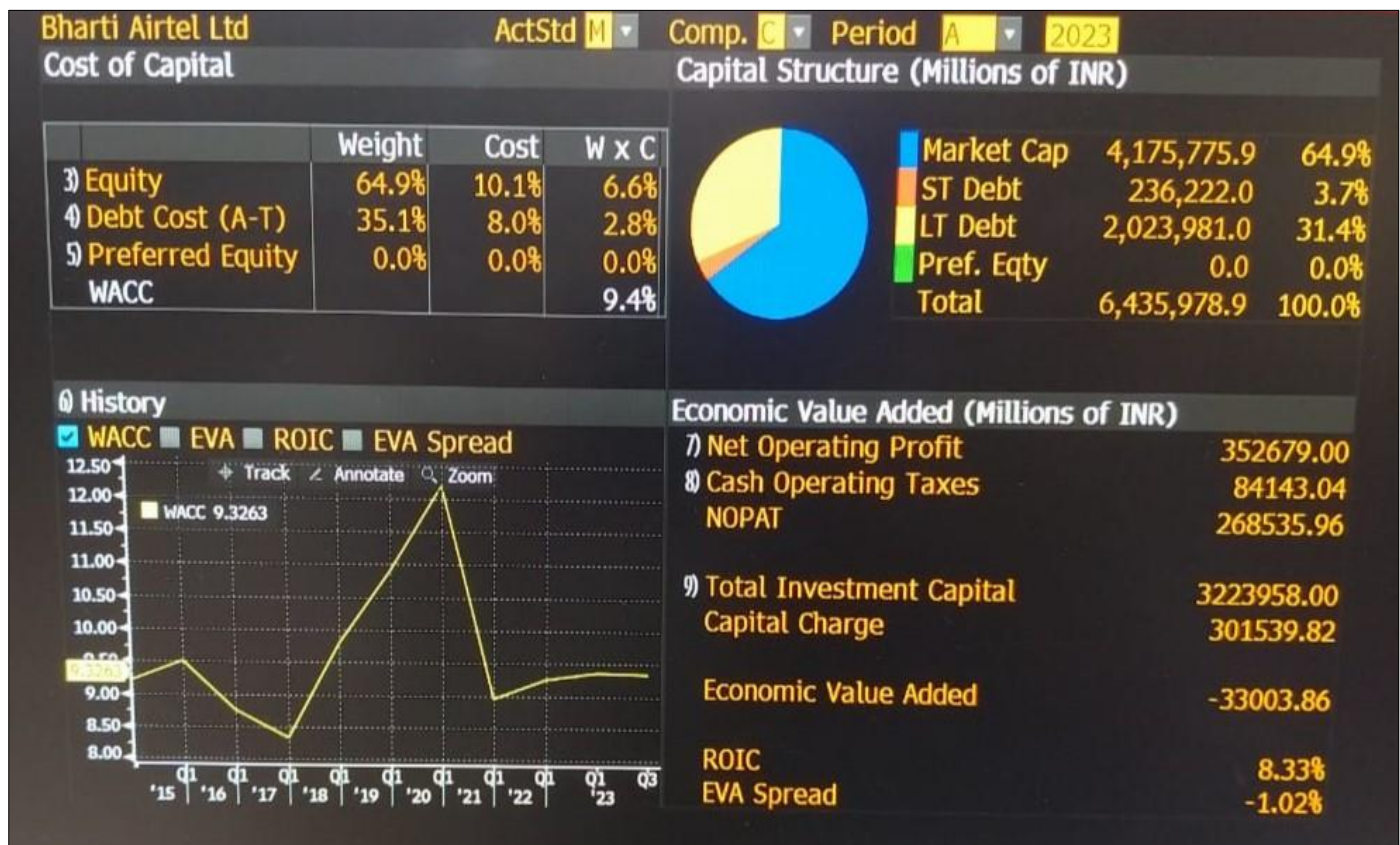 Bharti Airtel Ltd ActStd M Comp. C Period A 2023
Cost of Capital
Weight Cost W x C
3) Equity 64.9% 10.1% 6.6%
4) Debt Cost (A-T) 35.1% 8.0% 2.8%
5) Preferred Equity 0.0% 0.0% 0.0%
WACC 9.4%
Capital Structure (Millions of INR)
Market Cap 4,175,775.9 64.9%
ST Debt 236,222.0 3.7%
LT Debt 2,023,981.0 31.4%
Pref. Eqty 0.0 0.0%
Total 6,435,978.9 100.0%
6) History
WACC EVA ROIC EVA Spread
Track Annotate Zoom
WACC 9.3263
12.50
12.00
11.50
11.00
10.50
10.00
9.50
9.3263
9.00
8.50
8.00
Q1 Q1 Q1 Q1 Q1 Q1 Q1 Q1 Q1 Q3
'15 '16 '17 '18 '19 '20 '21 '22 '23
Economic Value Added (Millions of INR)
7) Net Operating Profit 352679.00
8) Cash Operating Taxes 84143.04
NOPAT 268535.96
9) Total Investment Capital 3223958.00
Capital Charge 301539.82
Economic Value Added -33003.86
ROIC 8.33%
EVA Spread -1.02%